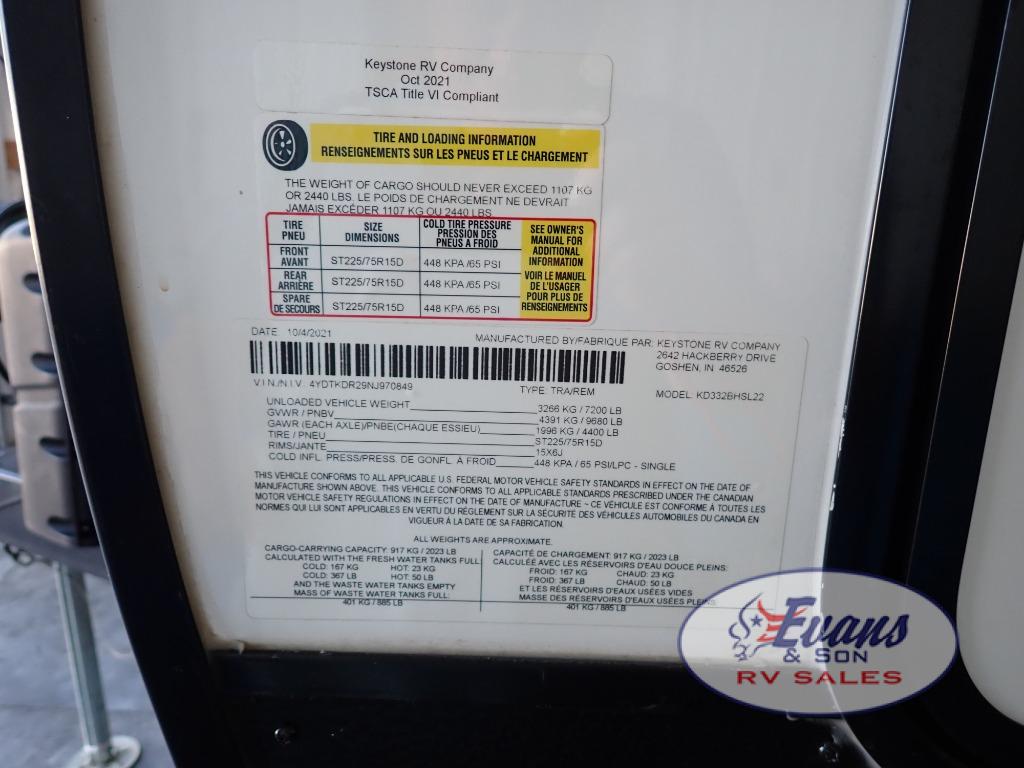 Keystone RV Company
Oct 2021
TSCA Title VI Compliant
TIRE AND LOADING INFORMATION
RENSEIGNEMENTS SUR LES PNEUS ET LE CHARGEMENT
THE WEIGHT OF CARGO SHOULD NEVER EXCEED 1107 KG
OR 2440 LBS. LE POIDS DE CHARGEMENT NE DEVRAIT
JAMAIS EXCÉDER 1107 KG OU 2440 LBS.
TIRE PNEU SIZE DIMENSIONS COLD TIRE PRESSURE PRESSION DES PNEUS A FROID
FRONT AVANT ST225/75R15D 448 KPA /65 PSI
REAR ARRIÈRE ST225/75R15D 448 KPA /65 PSI
SPARE DE SECOURS ST225/75R15D 448 KPA /65 PSI
SEE OWNER'S
MANUAL FOR
ADDITIONAL
INFORMATION
VOIR LE MANUEL
DE L'USAGER
POUR PLUS DE
RENSEIGNEMENTS
DATE 10/4/2021
MANUFACTURED BY/FABRIQUE PAR: KEYSTONE RV COMPANY
2642 HACKBERRY DRIVE
GOSHEN, IN 46526
V.I.N./N.I.V.: 4YDTKDR29NJ970849
TYPE: TRA/REM
MODEL: KD332BHSL22
UNLOADED VEHICLE WEIGHT 3266 KG / 7200 LB
GVWR / PNBV 4391 KG / 9680 LB
GAWR (EACH AXLE)/PNBE(CHAQUE ESSIEU) 1996 KG / 4400 LB
TIRE / PNEU ST225/75R15D
RIMS/JANTE 15X6J
COLD INFL. PRESS/PRESS. DE GONFL. À FROID 448 KPA / 65 PSI/LPC - SINGLE
THIS VEHICLE CONFORMS TO ALL APPLICABLE U.S. FEDERAL MOTOR VEHICLE SAFETY STANDARDS IN EFFECT ON THE DATE OF
MANUFACTURE SHOWN ABOVE. THIS VEHICLE CONFORMS TO ALL APPLICABLE STANDARDS PRESCRIBED UNDER THE CANADIAN
MOTOR VEHICLE SAFETY REGULATIONS IN EFFECT ON THE DATE OF MANUFACTURE ~ CE VÉHICULE EST CONFORME À TOUTES LES
NORMES QUI LUI SONT APPLICABLES EN VERTU DU RÈGLEMENT SUR LA SÉCURITÉ DES VÉHICULES AUTOMOBILES DU CANADA EN
VIGUEUR À LA DATE DE SA FABRICATION.
ALL WEIGHTS ARE APPROXIMATE.
CARGO-CARRYING CAPACITY: 917 KG / 2023 LB
CALCULATED WITH THE FRESH WATER TANKS FULL:
COLD: 167 KG HOT: 23 KG
COLD: 367 LB HOT: 50 LB
AND THE WASTE WATER TANKS EMPTY
MASS OF WASTE WATER TANKS FULL:
401 KG / 885 LB
CAPACITÉ DE CHARGEMENT: 917 KG / 2023 LB
CALCULÉE AVEC LES RÉSERVOIRS D'EAU DOUCE PLEINS:
FROID: 167 KG CHAUD: 23 KG
FROID: 367 LB CHAUD: 50 LB
ET LES RÉSERVOIRS D'EAUX USÉES VIDES
MASSE DES RÉSERVOIRS D'EAUX USÉES PLEINS:
401 KG / 885 LB
Evans
& SON
RV SALES